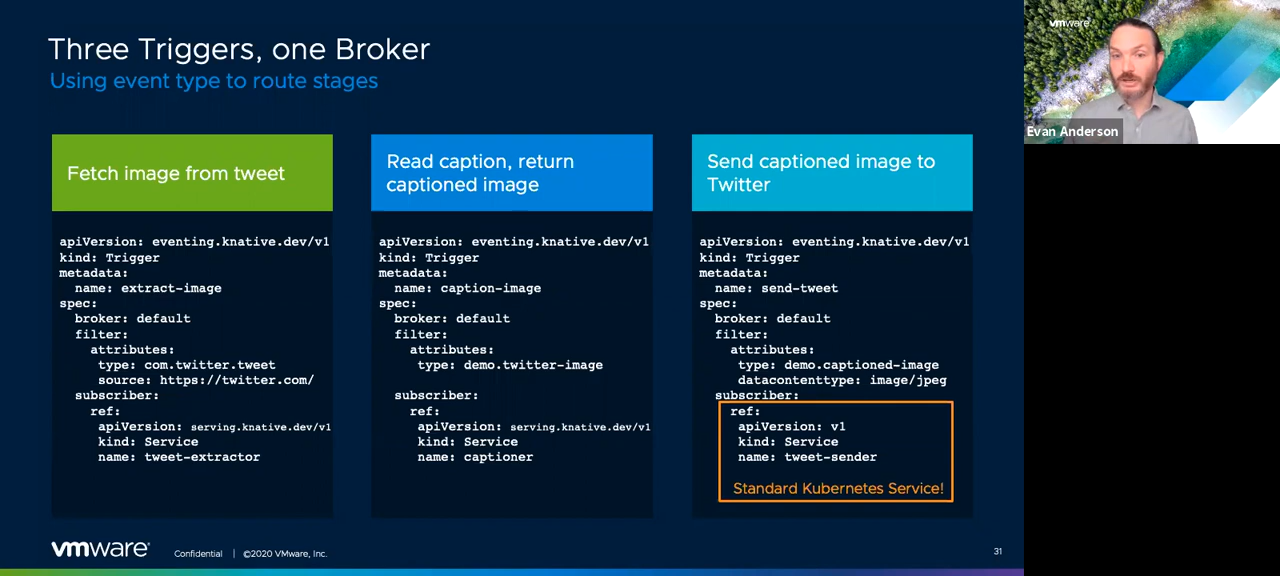 Three Triggers, one Broker
Using event type to route stages
Fetch image from tweet
apiVersion: eventing.knative.dev/v1
kind: Trigger
metadata:
name: extract-image
spec:
broker: default
filter:
attributes:
type: com.twitter.tweet
source: https://twitter.com/
subscriber:
ref:
apiVersion: serving.knative.dev/v1
kind: Service
name: tweet-extractor
Read caption, return
captioned image
apiVersion: eventing.knative.dev/v1
kind: Trigger
metadata:
name: caption-image
spec:
broker: default
filter:
attributes:
type: demo.twitter-image
subscriber:
ref:
apiVersion: serving.knative.dev/v1
kind: Service
name: captioner
Send captioned image to
Twitter
apiVersion: eventing.knative.dev/v1
kind: Trigger
metadata:
name: send-tweet
spec:
broker: default
filter:
attributes:
type: demo.captioned-image
datacontenttype: image/jpeg
subscriber:
ref:
apiVersion: v1
kind: Service
name: tweet-sender
Standard Kubernetes Service!
vmware®
Confidential | ©2020 VMware, Inc.
31
vmware
Evan Anderson